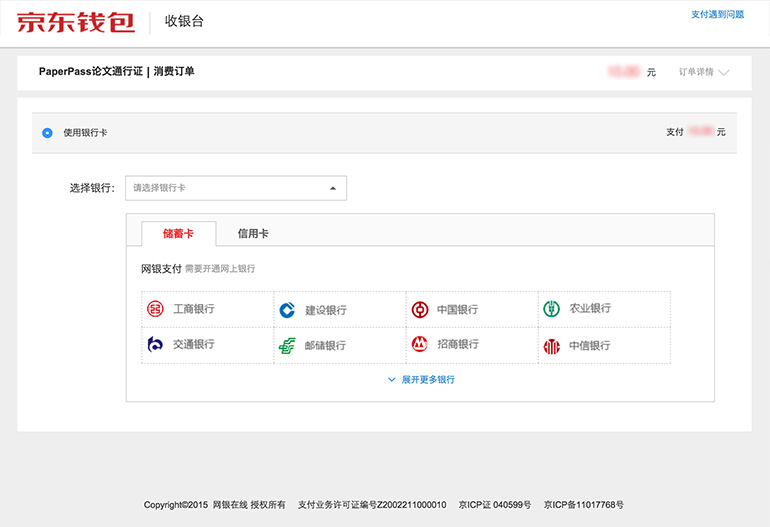 京东钱包 收银台 支付遇到问题
PaperPass论文通行证 | 消费订单 元 订单详情
使用银行卡 支付 元
选择银行： 请选择银行卡
储蓄卡 信用卡
网银支付 需要开通网上银行
工商银行 建设银行 中国银行 农业银行
交通银行 邮储银行 招商银行 中信银行
展开更多银行
Copyright©2015 网银在线 授权所有 支付业务许可证编号Z2002211000010 京ICP证 040599号 京ICP备11017768号